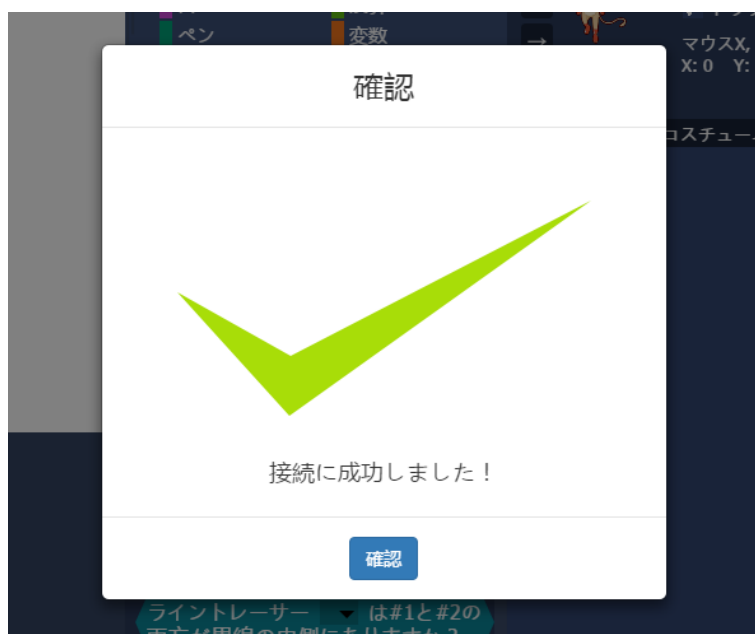 ペン
変数
→
マウスX,
X: 0 Y:
確認
コスチュー
接続に成功しました！
確認
ライントレーサー は#1と#2の